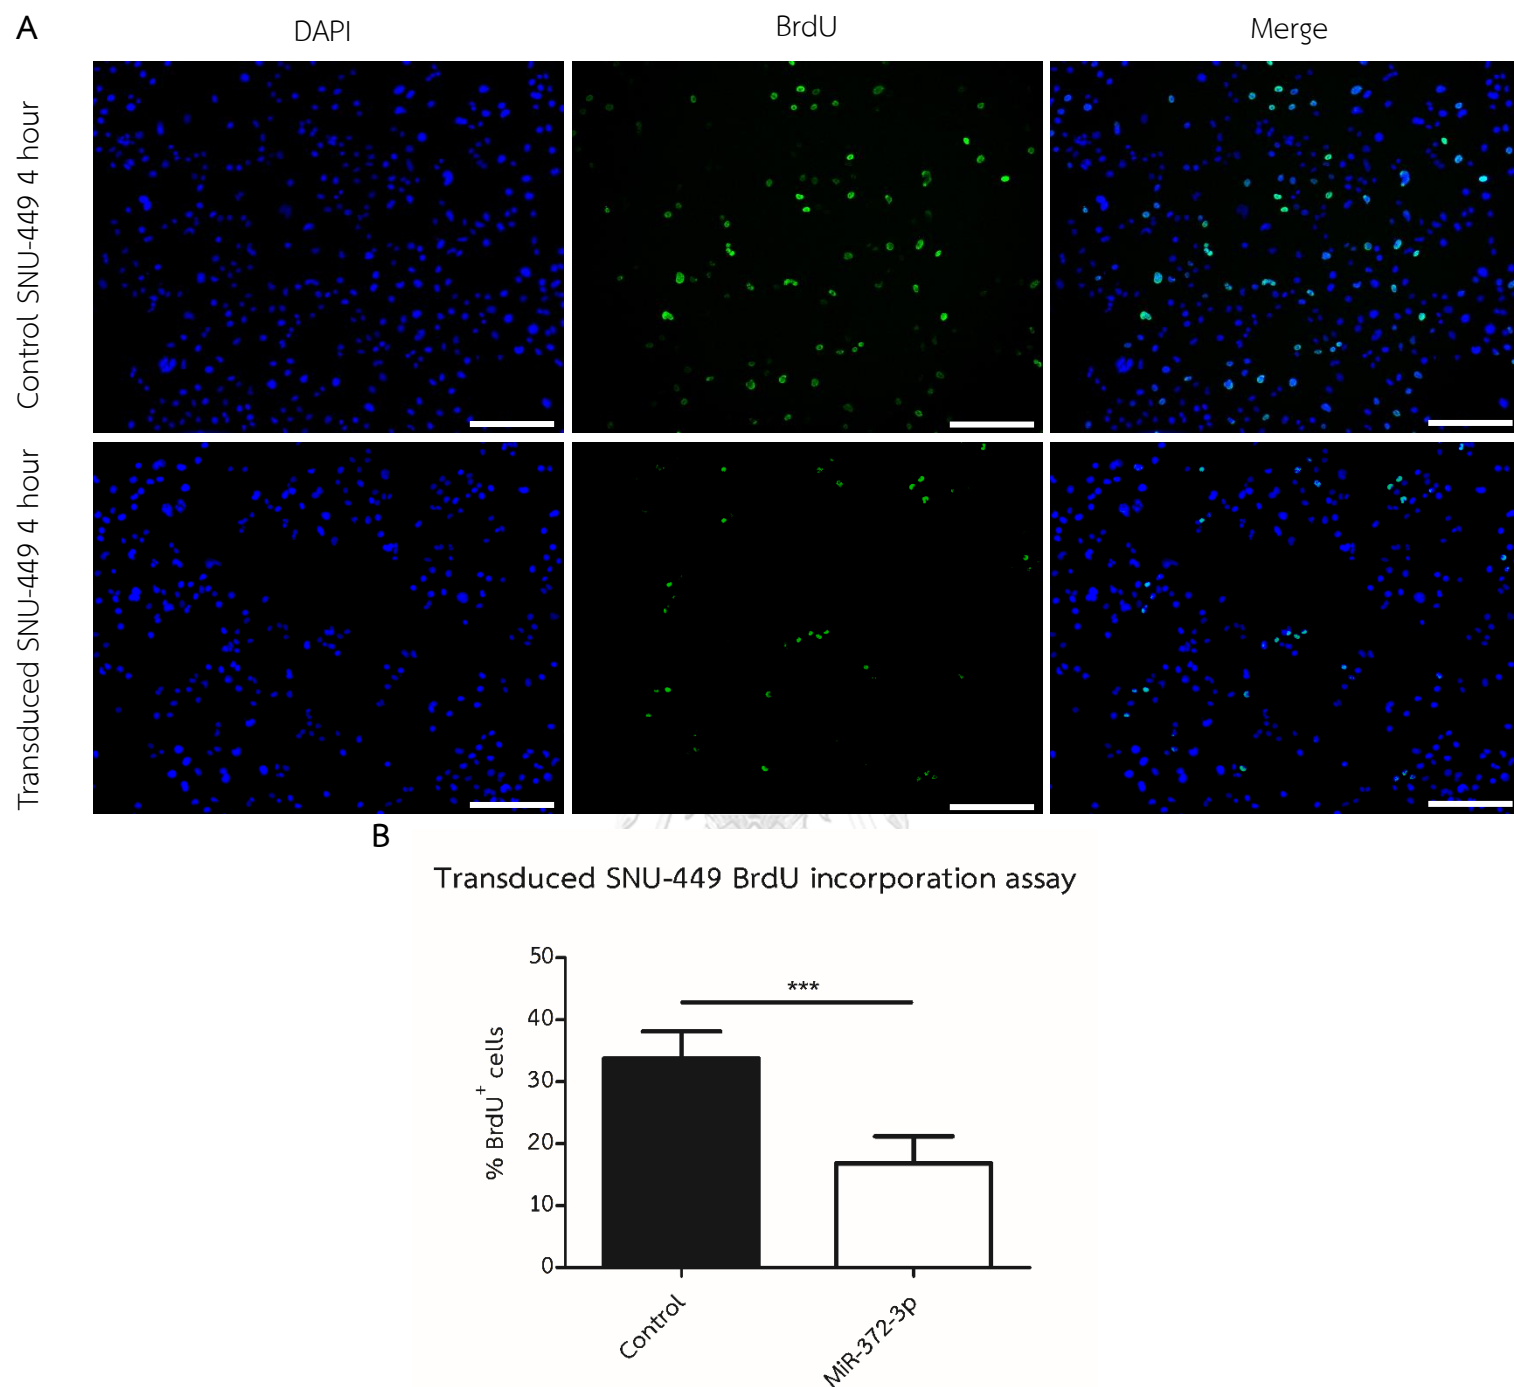 A
DAPI
BrdU
Merge
Control SNU-449 4 hour
Transduced SNU-449 4 hour
B
Transduced SNU-449 BrdU incorporation assay
50
***
40
30
20
10
0
% BrdU+ cells
Control
MiR-372-3p